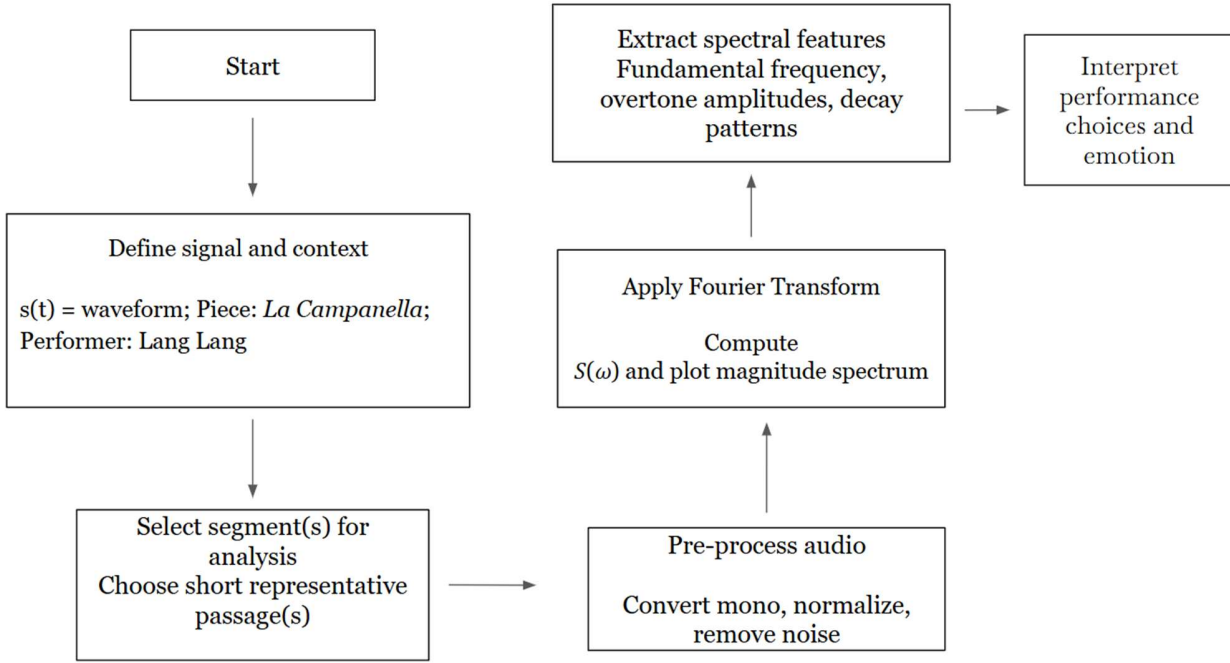 Start
Define signal and context
s(t) = waveform; Piece: La Campanella;
Performer: Lang Lang
Select segment(s) for
analysis
Choose short representative
passage(s)
Pre-process audio
Convert mono, normalize,
remove noise
Apply Fourier Transform
Compute
S(ω) and plot magnitude spectrum
Extract spectral features
Fundamental frequency,
overtone amplitudes, decay
patterns
Interpret
performance
choices and
emotion